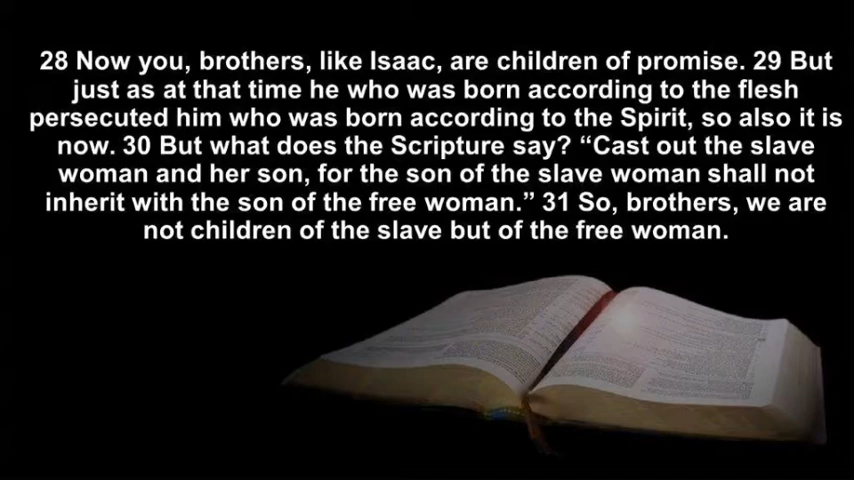 28 Now you, brothers, like Isaac, are children of promise. 29 But
just as at that time he who was born according to the flesh
persecuted him who was born according to the Spirit, so also it is
now. 30 But what does the Scripture say? “Cast out the slave
woman and her son, for the son of the slave woman shall not
inherit with the son of the free woman.” 31 So, brothers, we are
not children of the slave but of the free woman.